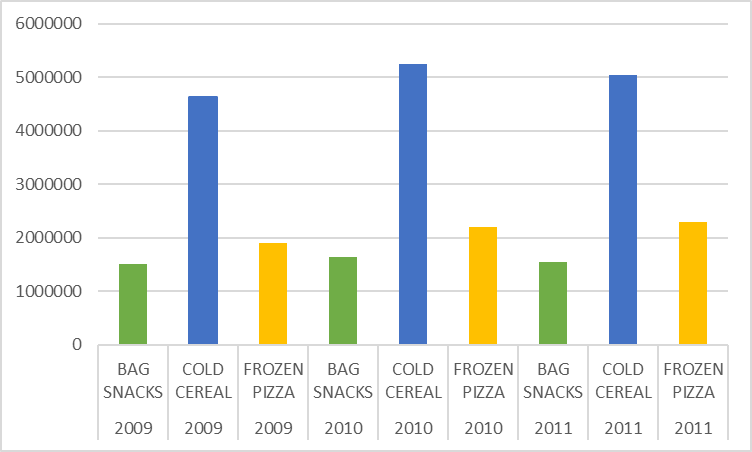 6000000
5000000
4000000
3000000
2000000
1000000
0
BAG COLD FROZEN BAG COLD FROZEN BAG COLD FROZEN
SNACKS CEREAL PIZZA SNACKS CEREAL PIZZA SNACKS CEREAL PIZZA
2009 2009 2009 2010 2010 2010 2011 2011 2011